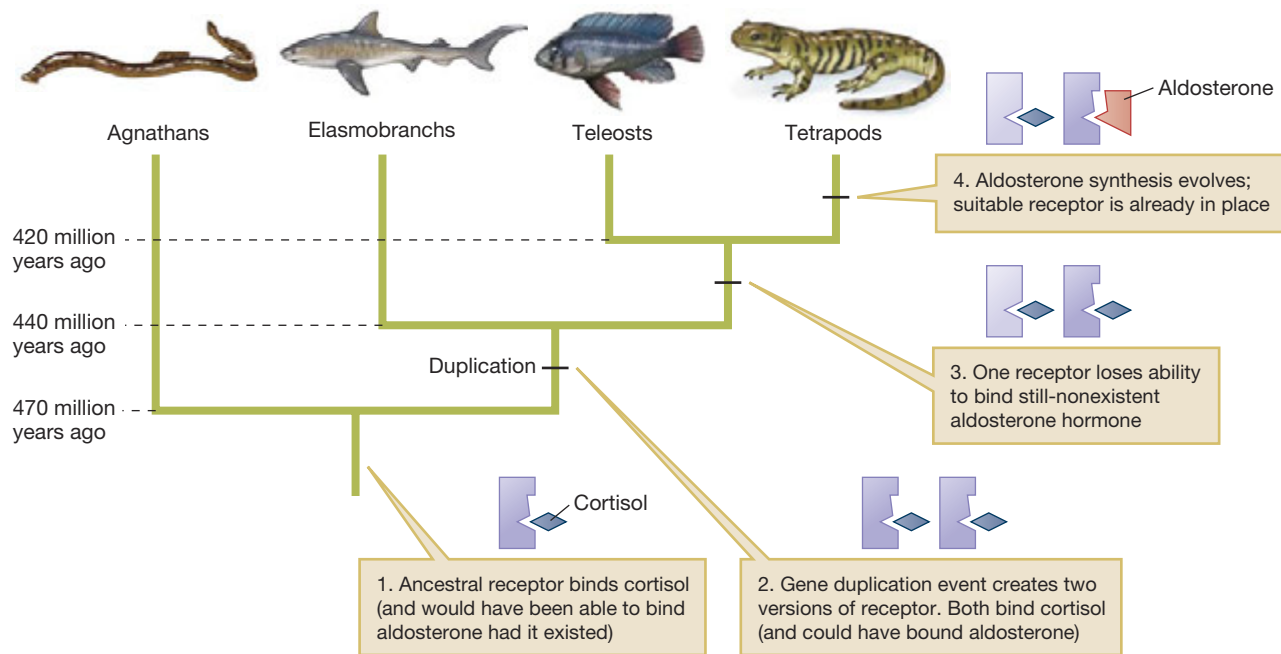 Agnathans
Elasmobranchs
Teleosts
Tetrapods
Aldosterone
4. Aldosterone synthesis evolves;
suitable receptor is already in place
420 million
years ago
440 million
years ago
Duplication
3. One receptor loses ability
to bind still-nonexistent
aldosterone hormone
470 million
years ago
Cortisol
1. Ancestral receptor binds cortisol
(and would have been able to bind
aldosterone had it existed)
2. Gene duplication event creates two
versions of receptor. Both bind cortisol
(and could have bound aldosterone)